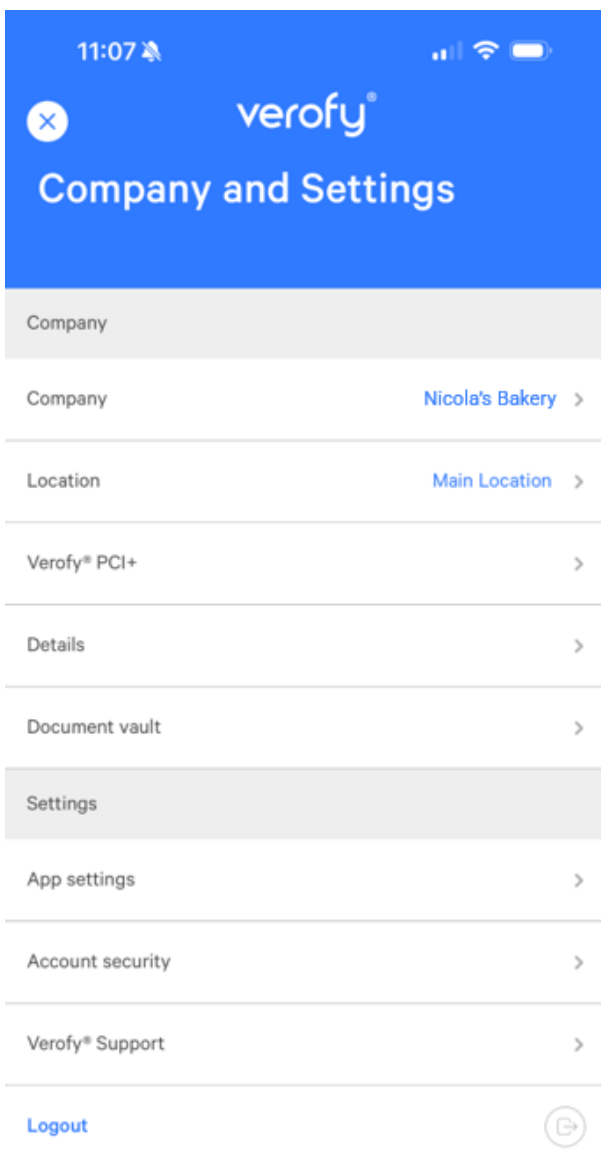 11:07
verofy®
Company and Settings
Company
Company Nicola's Bakery
Location Main Location
Verofy® PCI+
Details
Document vault
Settings
App settings
Account security
Verofy® Support
Logout